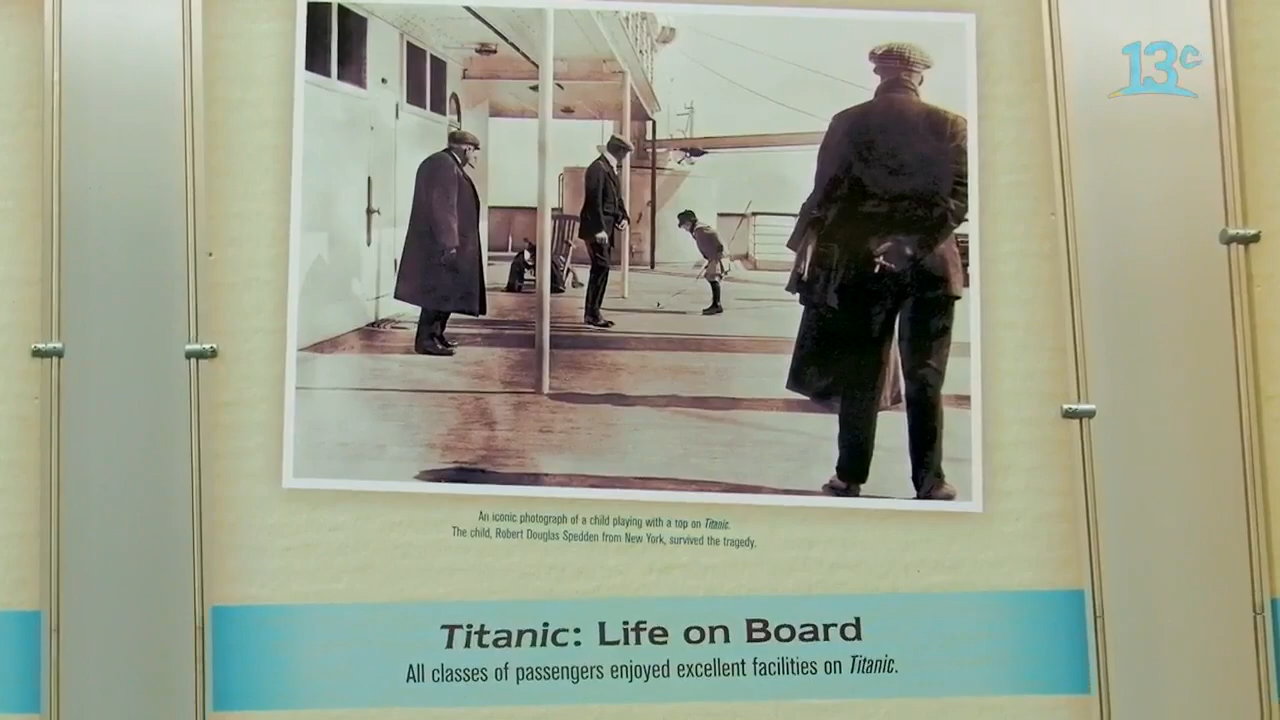 13c
An iconic photograph of a child playing with a top on Titanic.
The child, Robert Douglas Spedden from New York, survived the tragedy.
Titanic: Life on Board
All classes of passengers enjoyed excellent facilities on Titanic.